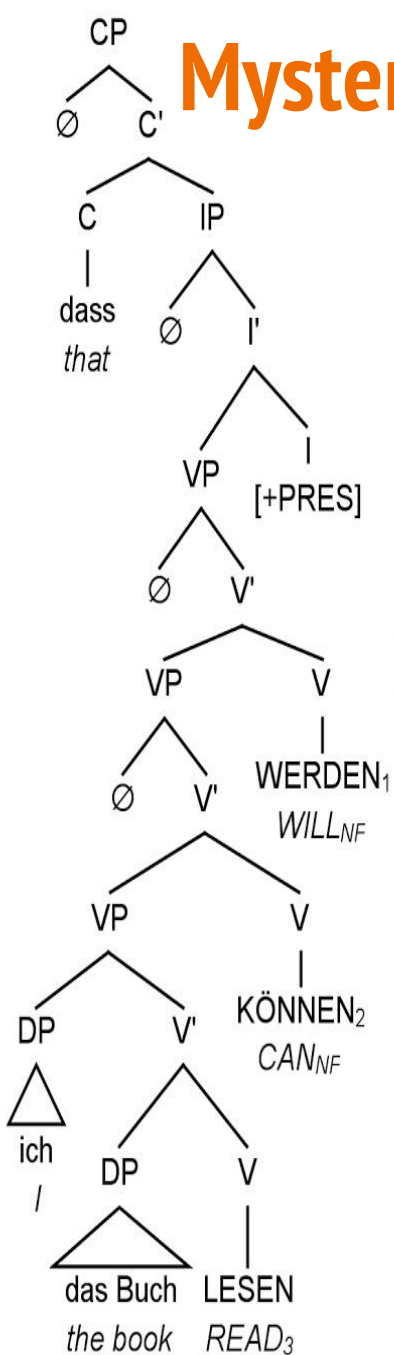 CP
Myster
Ø C'
C IP
dass
that
Ø I'
VP I
[+PRES]
Ø V'
VP V
WERDEN₁
WILL_NF
Ø V'
VP V
KÖNNEN₂
CAN_NF
DP V'
ich
I
DP V
das Buch LESEN
the book READ₃